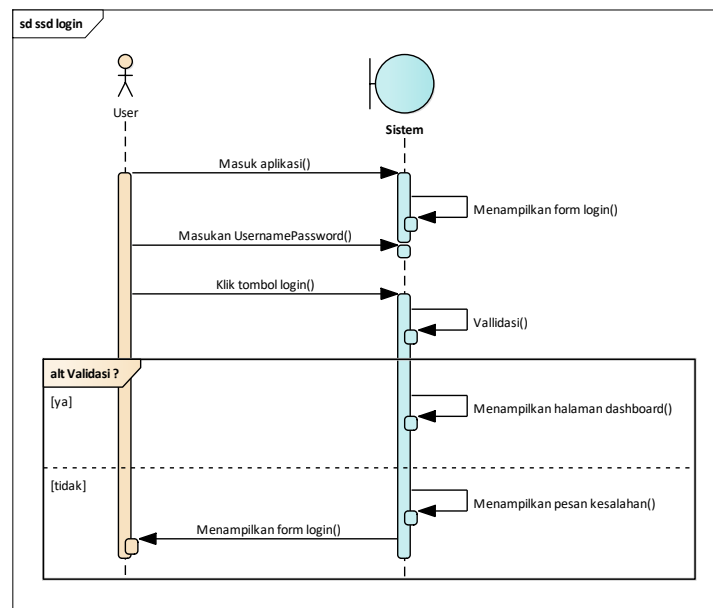 sd ssd login
User
Sistem
Masuk aplikasi()
Menampilkan form login()
Masukan UsernamePassword()
Klik tombol login()
Vallidasi()
alt Validasi ?
[ya]
Menampilkan halaman dashboard()
[tidak]
Menampilkan pesan kesalahan()
Menampilkan form login()